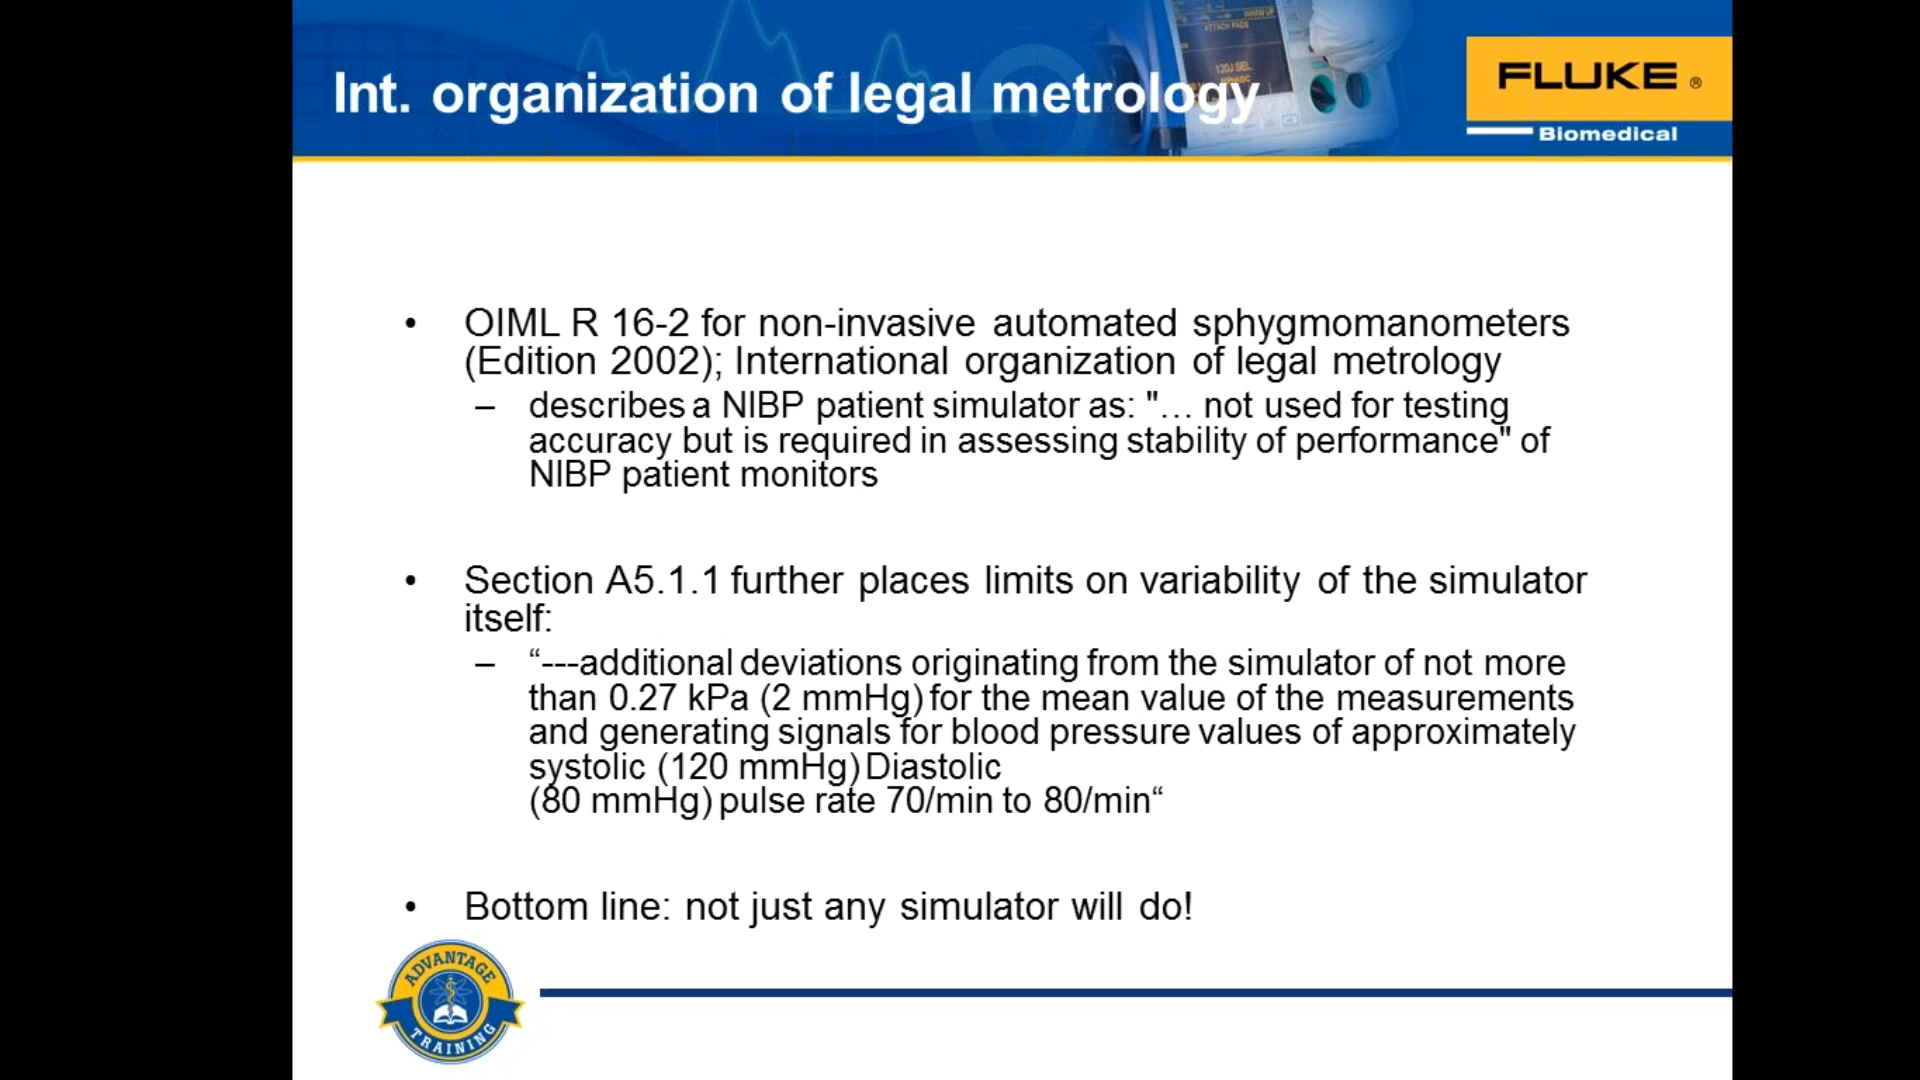 Int. organization of legal metrology
ATTACH PADS
120J SEL
FLUKE ®
Biomedical
• OIML R 16-2 for non-invasive automated sphygmomanometers
(Edition 2002); International organization of legal metrology
– describes a NIBP patient simulator as: "… not used for testing
accuracy but is required in assessing stability of performance" of
NIBP patient monitors
• Section A5.1.1 further places limits on variability of the simulator
itself:
– “---additional deviations originating from the simulator of not more
than 0.27 kPa (2 mmHg) for the mean value of the measurements
and generating signals for blood pressure values of approximately
systolic (120 mmHg) Diastolic
(80 mmHg) pulse rate 70/min to 80/min“
• Bottom line: not just any simulator will do!
ADVANTAGE
TRAINING